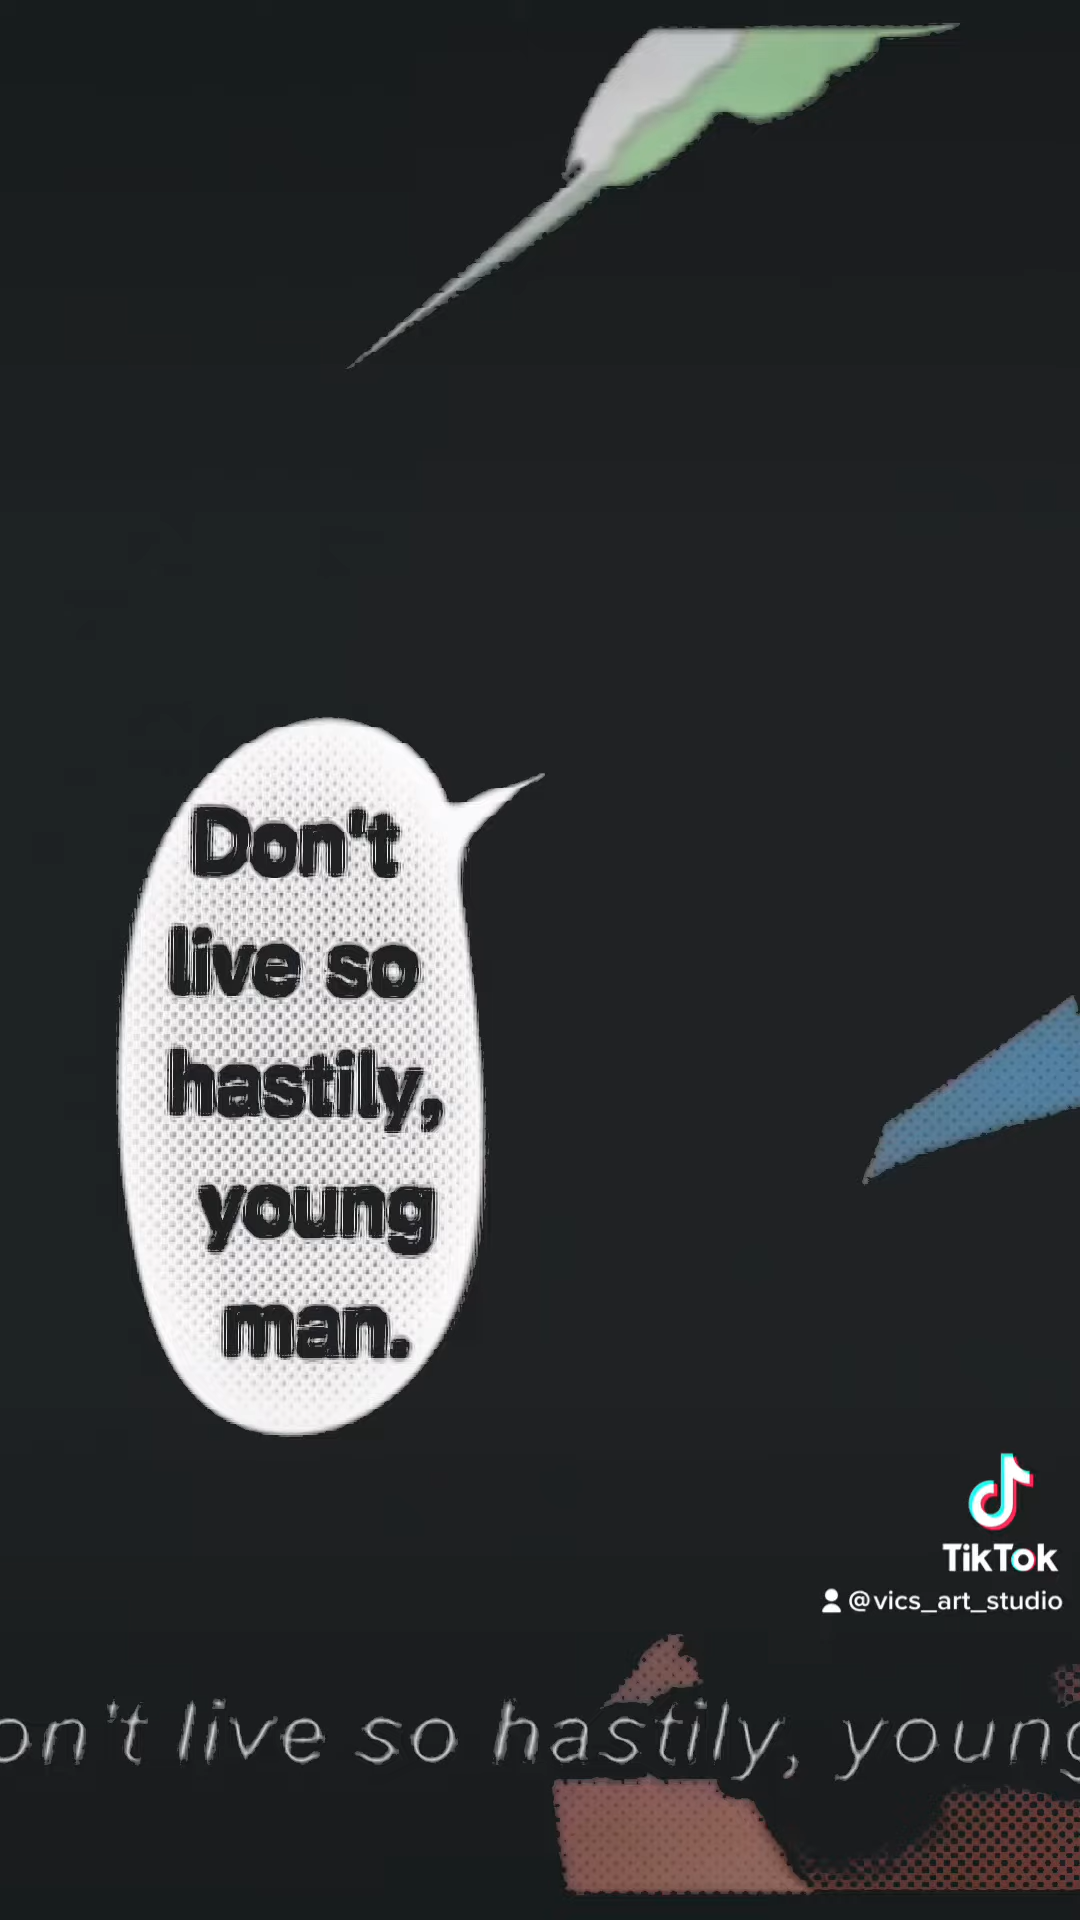 Don't
live so
hastily,
young
man.
TikTok
@vics_art_studio
on't live so hastily, young